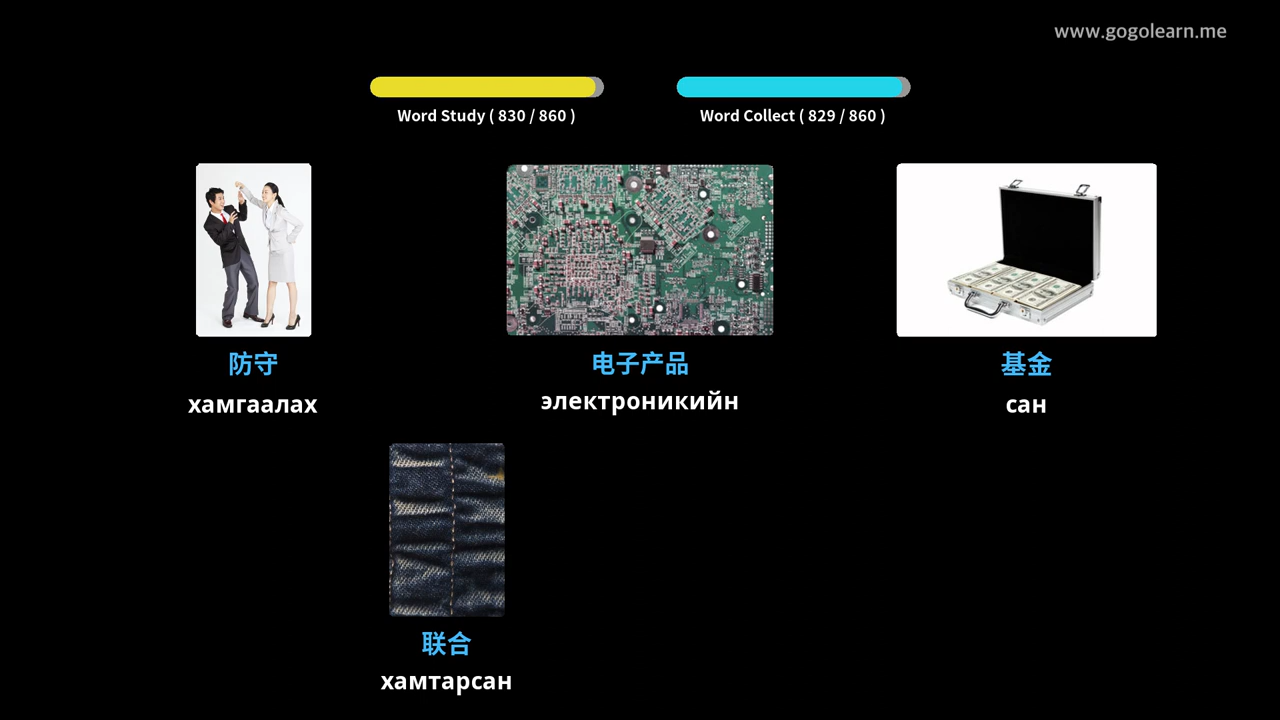 www.gogolearn.me
Word Study ( 830 / 860 )
Word Collect ( 829 / 860 )
防守
电子产品
基金
хамгаалах
электроникийн
сан
联合
хамтарсан